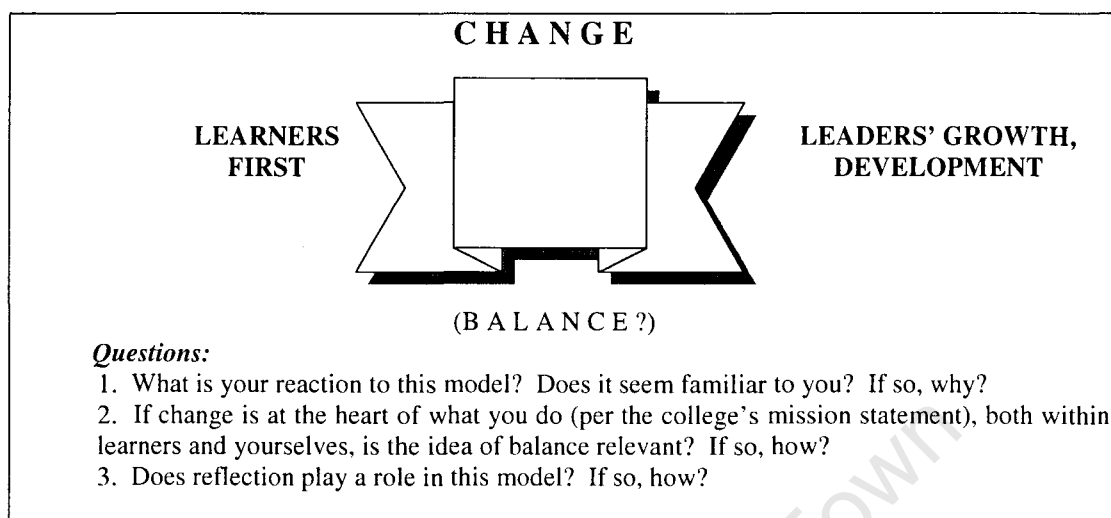 C H A N G E
LEARNERS
FIRST
LEADERS' GROWTH,
DEVELOPMENT
(B A L A N C E ?)
Questions:
1. What is your reaction to this model? Does it seem familiar to you? If so, why?
2. If change is at the heart of what you do (per the college's mission statement), both within
learners and yourselves, is the idea of balance relevant? If so, how?
3. Does reflection play a role in this model? If so, how?
Town